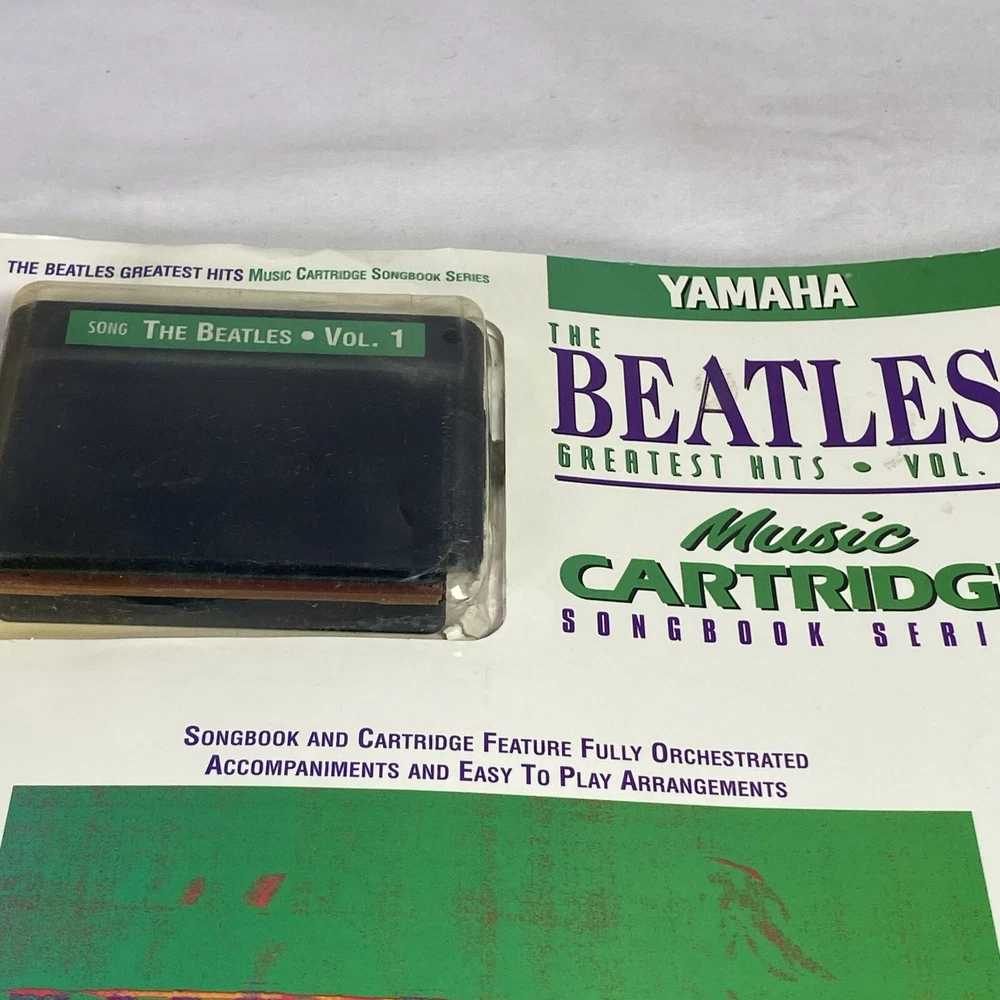 THE BEATLES GREATEST HITS MUSIC CARTRIDGE SONGBOOK SERIES
SONG THE BEATLES • VOL. 1
YAMAHA
THE
BEATLES
GREATEST HITS • VOL.
Music
CARTRIDG
SONGBOOK SERI
SONGBOOK AND CARTRIDGE FEATURE FULLY ORCHESTRATED
ACCOMPANIMENTS AND EASY TO PLAY ARRANGEMENTS